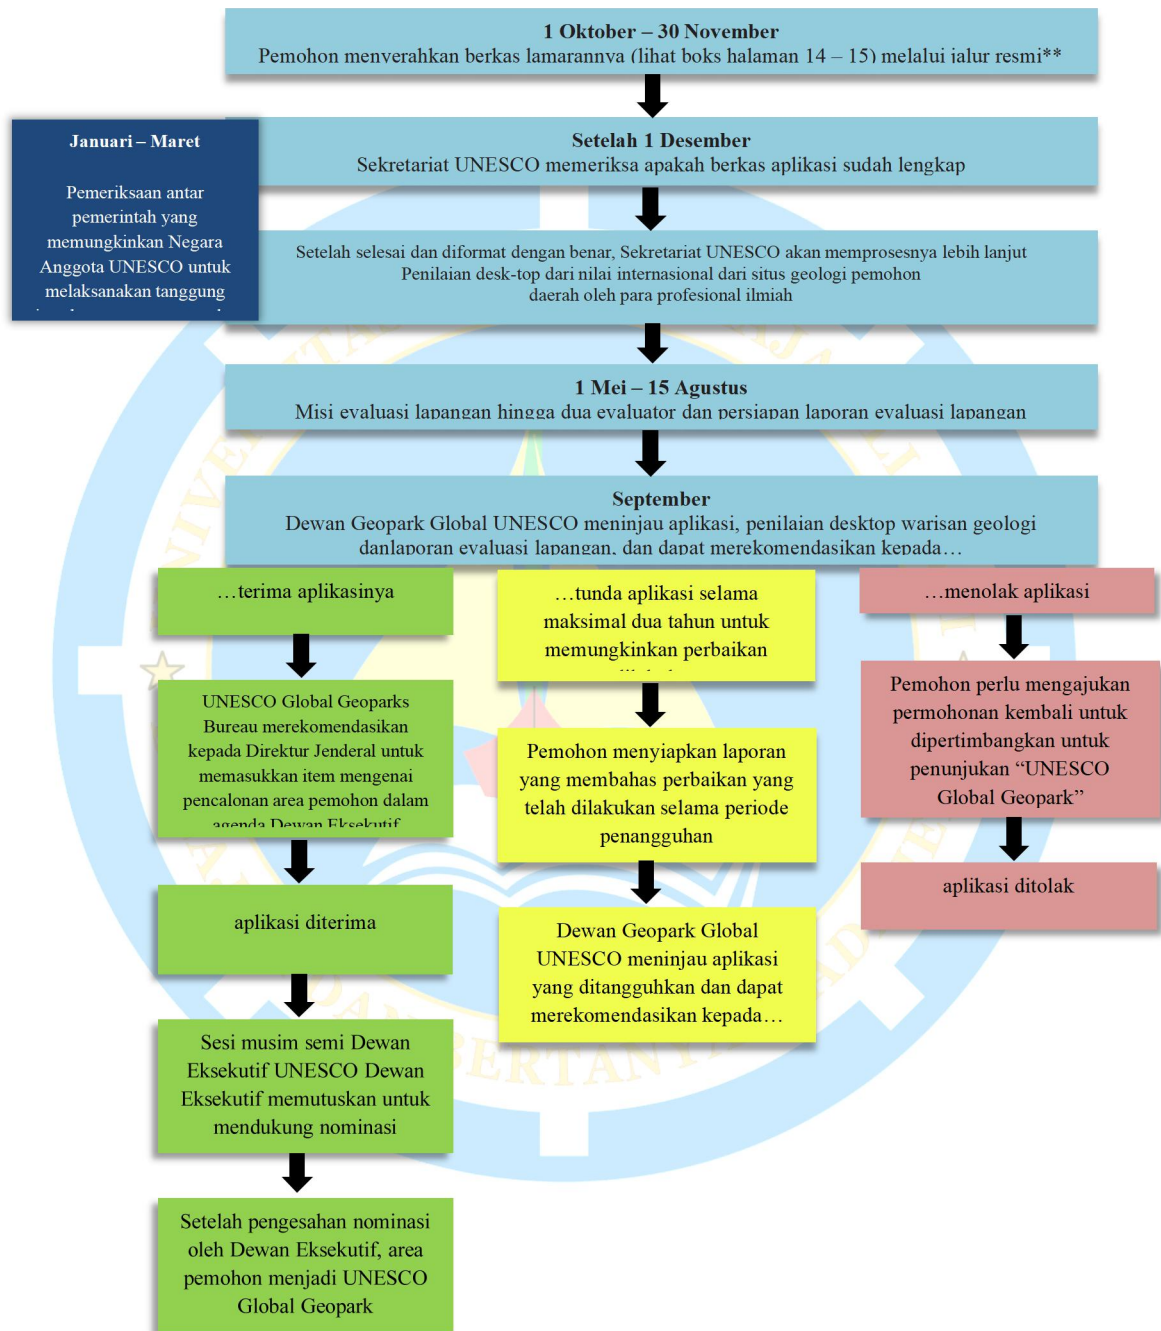 1 Oktober – 30 November
Pemohon menyerahkan berkas lamarannya (lihat boks halaman 14 – 15) melalui jalur resmi**
Januari – Maret
Pemeriksaan antar
pemerintah yang
memungkinkan Negara
Anggota UNESCO untuk
melaksanakan tanggung
Setelah 1 Desember
Sekretariat UNESCO memeriksa apakah berkas aplikasi sudah lengkap
Setelah selesai dan diformat dengan benar, Sekretariat UNESCO akan memprosesnya lebih lanjut
Penilaian desk-top dari nilai internasional dari situs geologi pemohon
daerah oleh para profesional ilmiah
1 Mei – 15 Agustus
Misi evaluasi lapangan hingga dua evaluator dan persiapan laporan evaluasi lapangan
September
Dewan Geopark Global UNESCO meninjau aplikasi, penilaian desktop warisan geologi
danlaporan evaluasi lapangan, dan dapat merekomendasikan kepada…
…terima aplikasinya
UNESCO Global Geoparks
Bureau merekomendasikan
kepada Direktur Jenderal untuk
memasukkan item mengenai
pencalonan area pemohon dalam
agenda Dewan Eksekutif
aplikasi diterima
Sesi musim semi Dewan
Eksekutif UNESCO Dewan
Eksekutif memutuskan untuk
mendukung nominasi
Setelah pengesahan nominasi
oleh Dewan Eksekutif, area
pemohon menjadi UNESCO
Global Geopark
…tunda aplikasi selama
maksimal dua tahun untuk
memungkinkan perbaikan
Pemohon menyiapkan laporan
yang membahas perbaikan yang
telah dilakukan selama periode
penangguhan
Dewan Geopark Global
UNESCO meninjau aplikasi
yang ditangguhkan dan dapat
merekomendasikan kepada…
…menolak aplikasi
Pemohon perlu mengajukan
permohonan kembali untuk
dipertimbangkan untuk
penunjukan “UNESCO
Global Geopark”
aplikasi ditolak